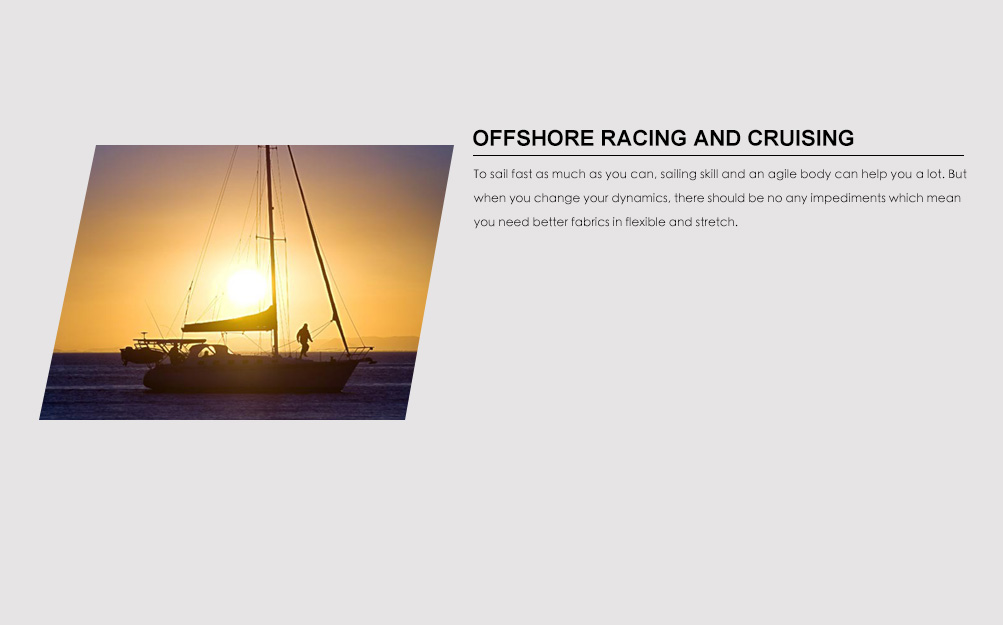 OFFSHORE RACING AND CRUISING
To sail fast as much as you can, sailing skill and an agile body can help you a lot. But
when you change your dynamics, there should be no any impediments which mean
you need better fabrics in flexible and stretch.